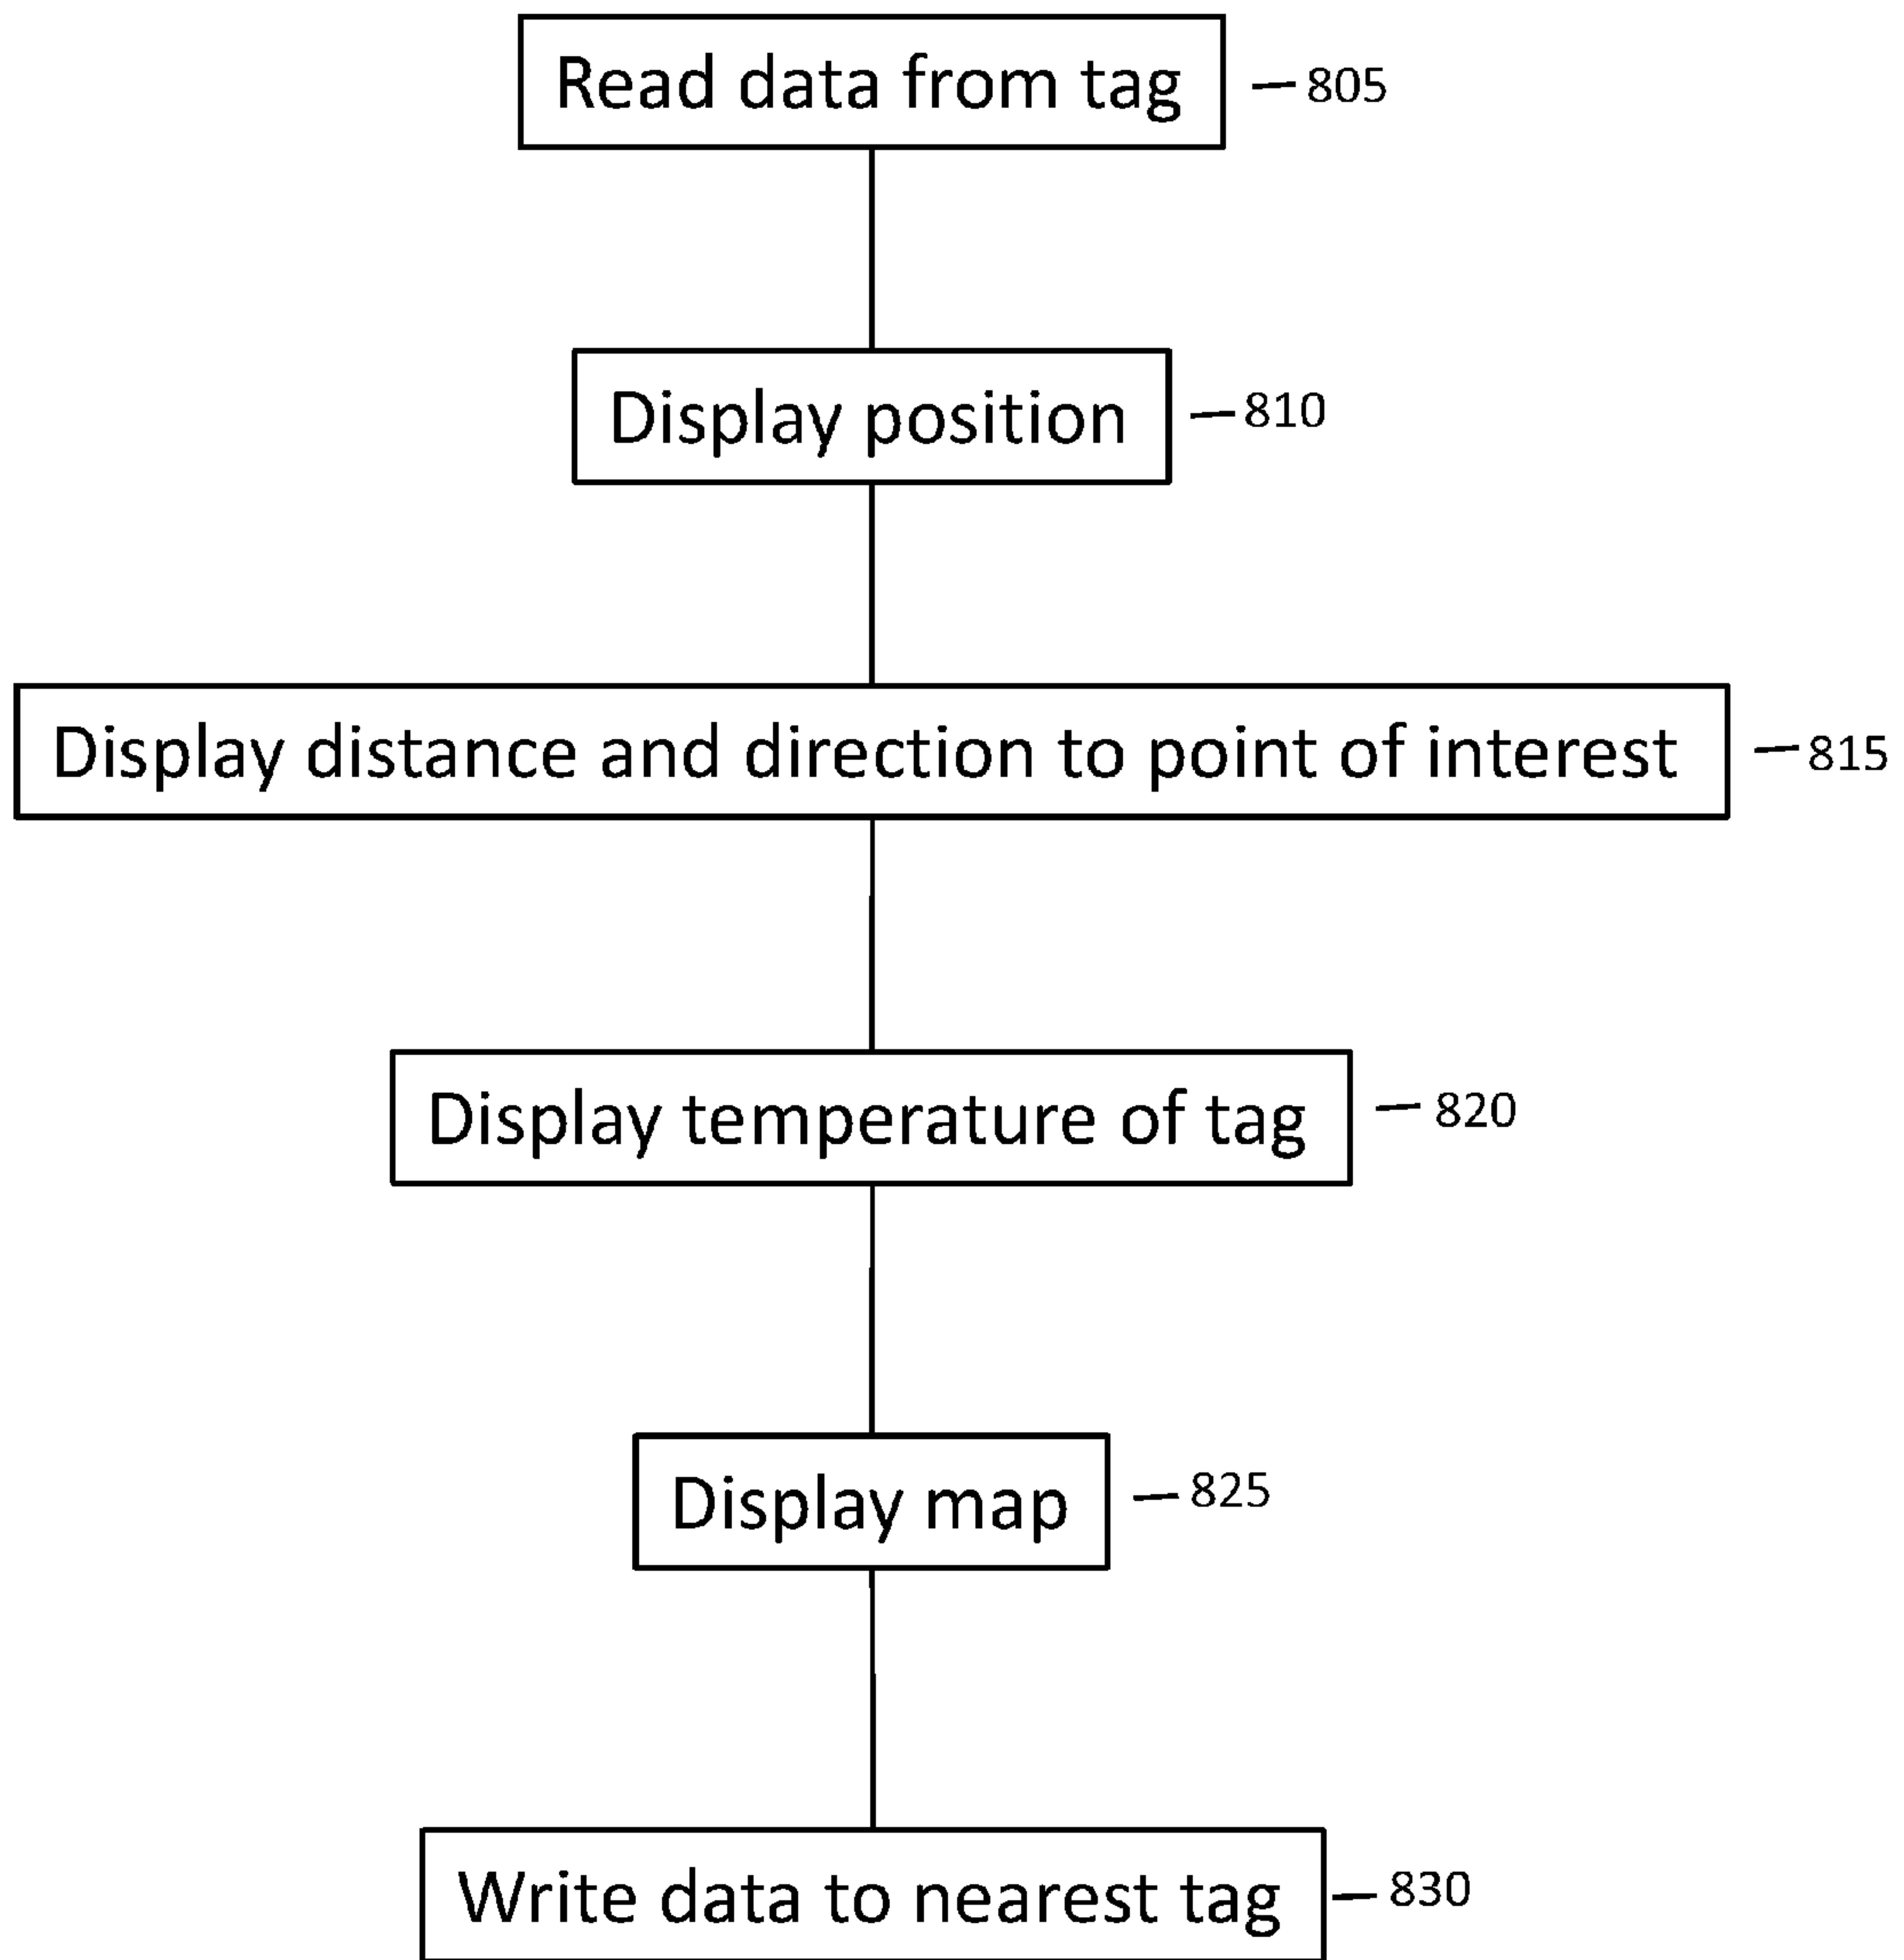 Read data from tag 805
Display position 810
Display distance and direction to point of interest 815
Display temperature of tag 820
Display map 825
Write data to nearest tag 830